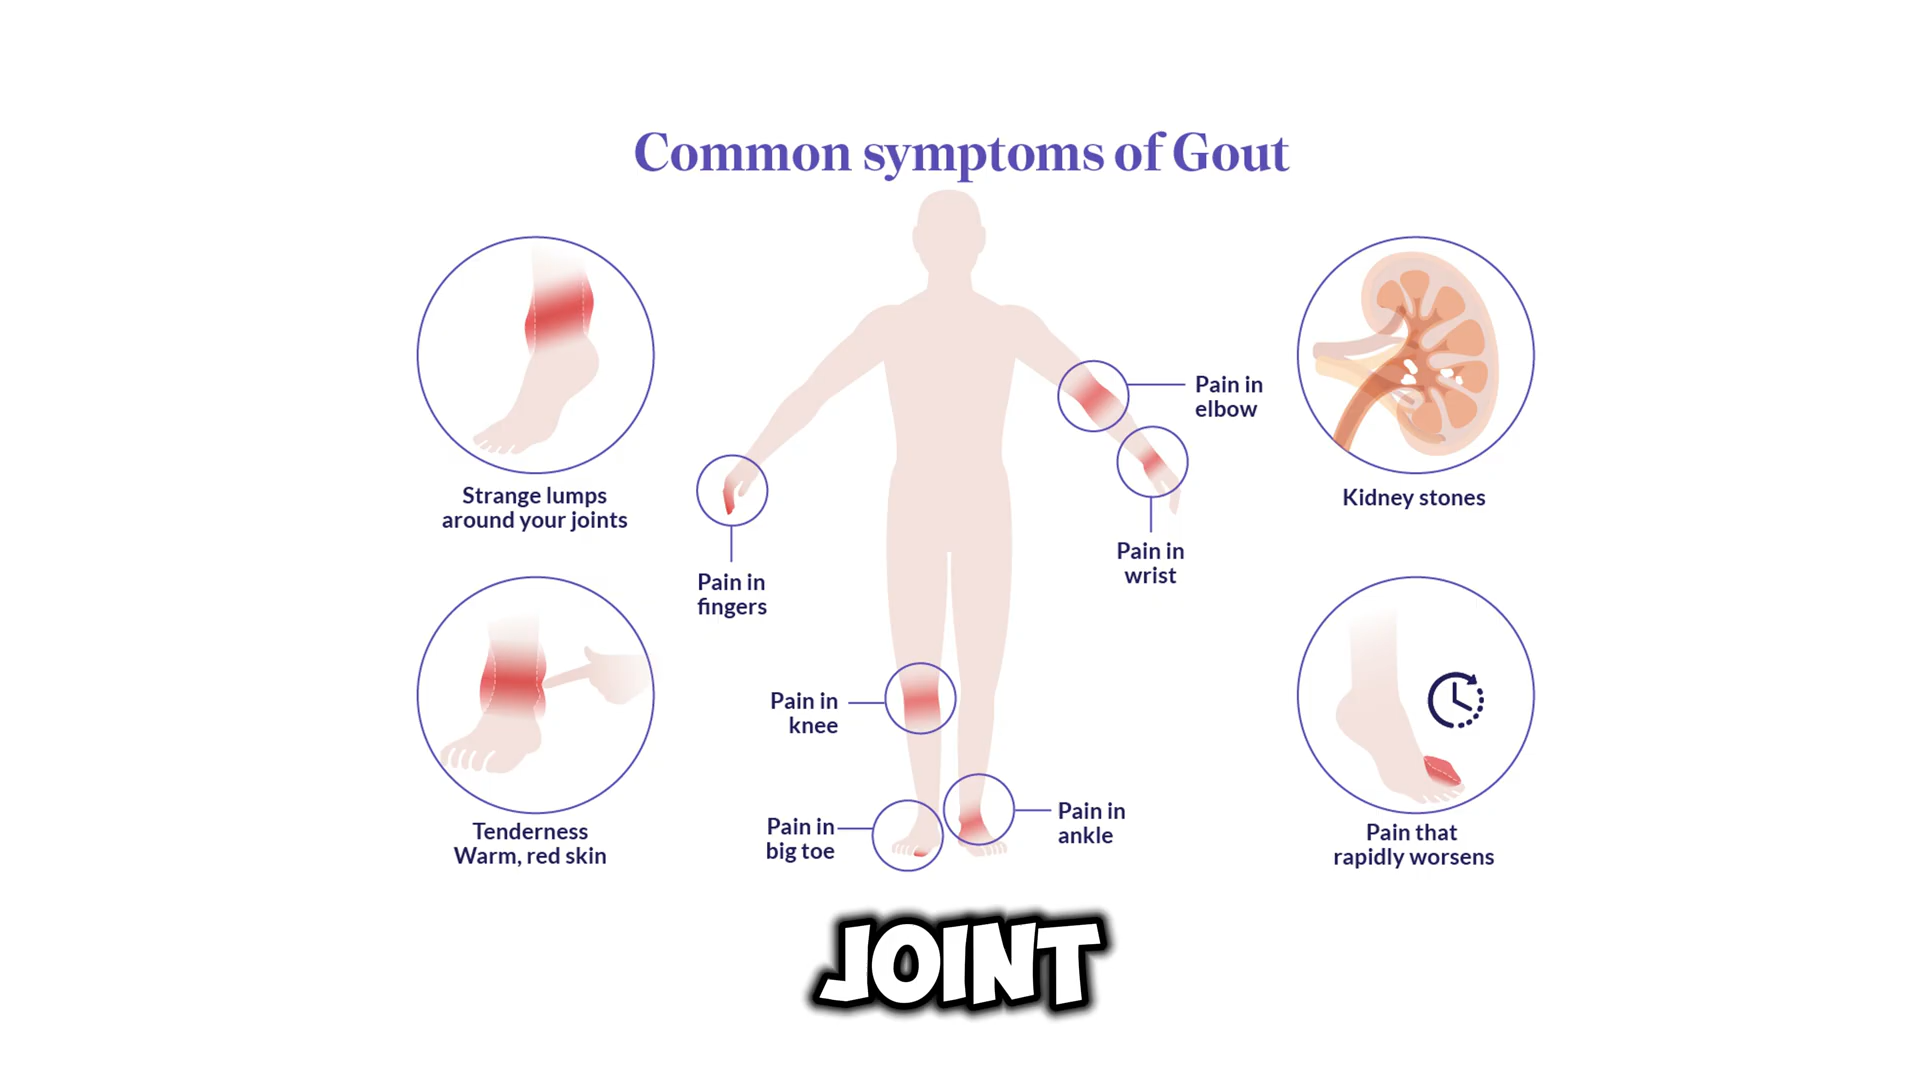 Common symptoms of Gout
Strange lumps
around your joints
Tenderness
Warm, red skin
Pain in
fingers
Pain in
knee
Pain in
big toe
Pain in
elbow
Pain in
wrist
Pain in
ankle
Kidney stones
Pain that
rapidly worsens
JOINT